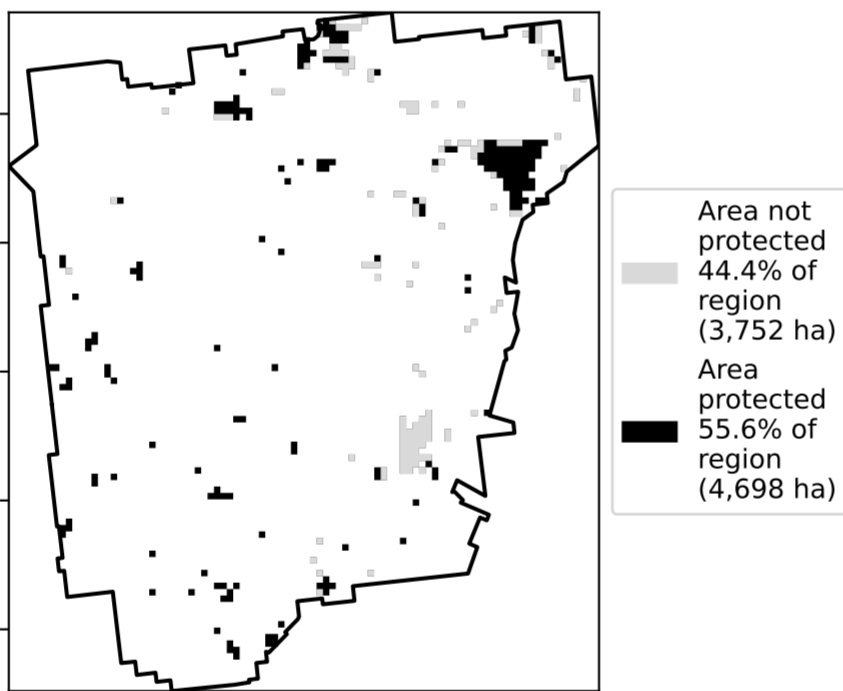 Area not
protected
44.4% of
region
(3,752 ha)
Area
protected
55.6% of
region
(4,698 ha)